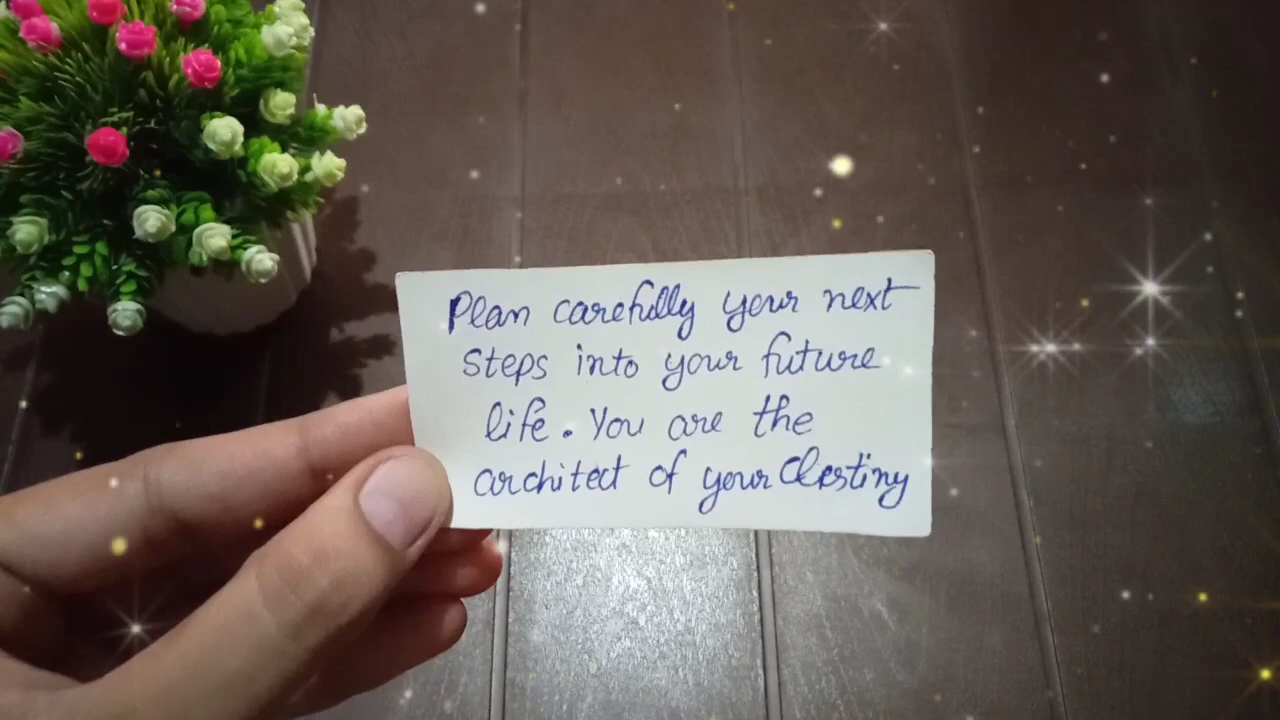 Plan carefully your next
steps into your future
life. You are the
architect of your destiny